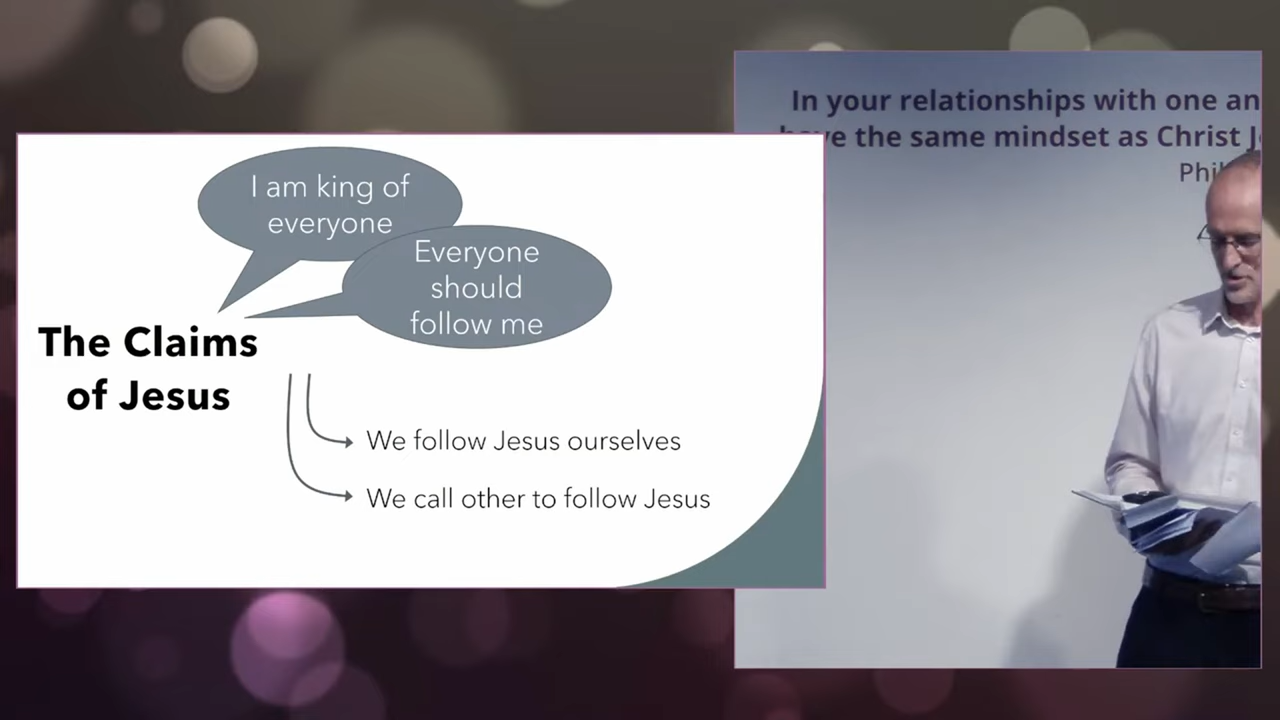 I am king of
everyone
Everyone
should
follow me
The Claims
of Jesus
We follow Jesus ourselves
We call other to follow Jesus
In your relationships with one an
have the same mindset as Christ